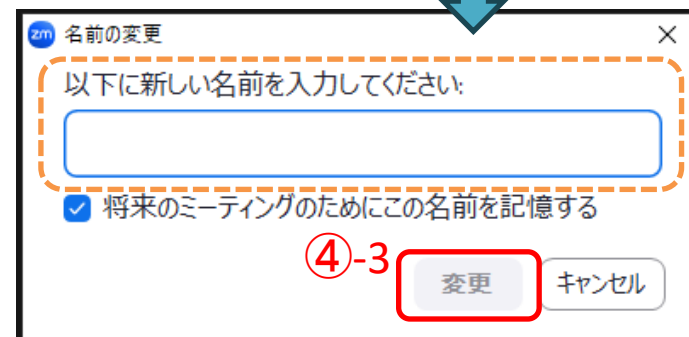 zm 名前の変更
以下に新しい名前を入力してください:
将来のミーティングのためにこの名前を記憶する
④-3
変更 キャンセル